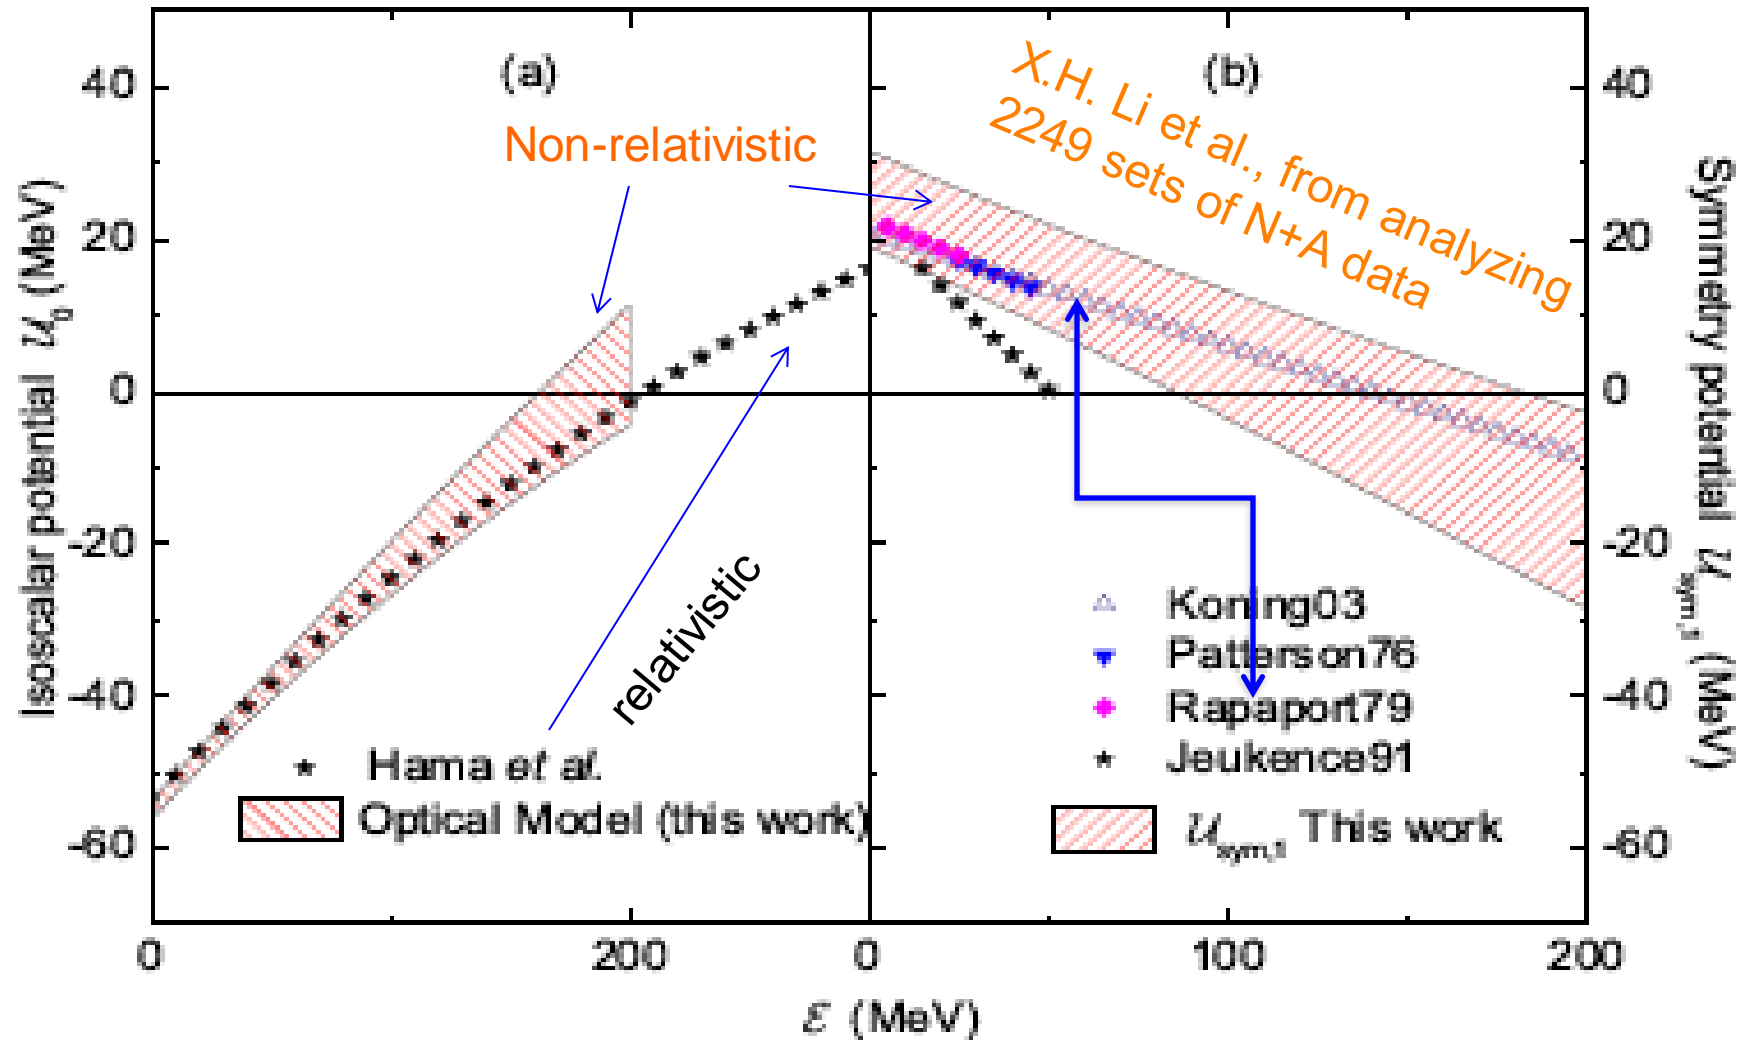 (a)
(b)
Non-relativistic
X.H. Li et al., from analyzing
2249 sets of N+A data
relativistic
Isoscalar potential 𝒰0 (MeV)
40
20
0
-20
-40
-60
40
20
0
-20
-40
-60
Symmetry potential 𝒰sym,1 (MeV)
Hama et al.
Optical Model (this work)
Koning03
Patterson76
Rapaport79
Jeukence91
𝒰sym,1 This work
0
200
0
100
200
ℰ (MeV)